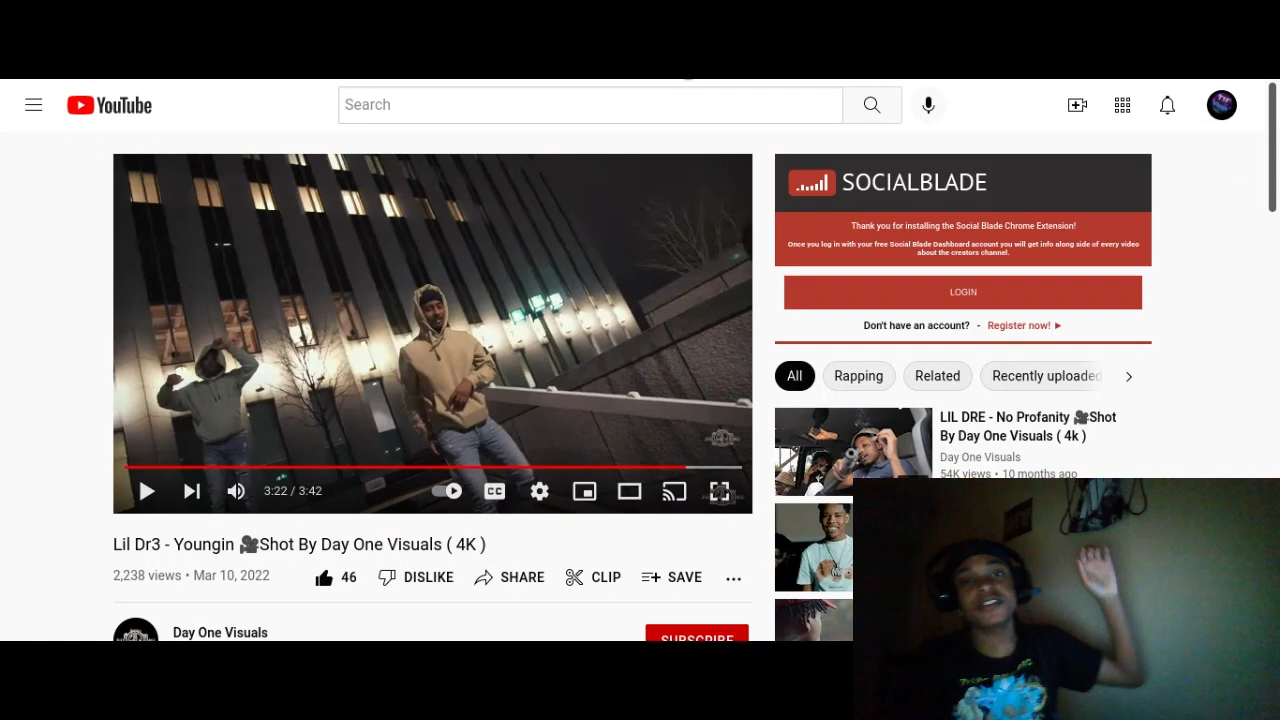 YouTube
Search
SOCIALBLADE
Thank you for installing the Social Blade Chrome Extension!
Once you log in with your free Social Blade Dashboard account you will get info along side of every video
about the creators channel.
LOGIN
Don't have an account? - Register now! ►
All
Rapping
Related
Recently uploaded
LIL DRE - No Profanity 🎥Shot
By Day One Visuals ( 4k )
Day One Visuals
54K views • 10 months ago
3:22 / 3:42
CC
Lil Dr3 - Youngin 🎥Shot By Day One Visuals ( 4K )
2,238 views • Mar 10, 2022
46
DISLIKE
SHARE
CLIP
SAVE
Day One Visuals
SUBSCRIBE